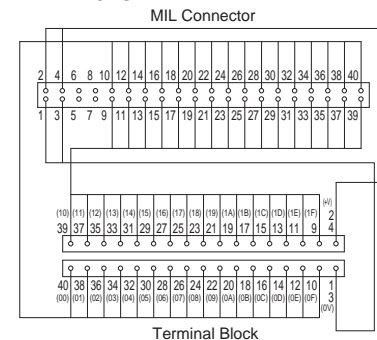 MIL Connector
2 4 6 8 10 12 14 16 18 20 22 24 26 28 30 32 34 36 38 40
1 3 5 7 9 11 13 15 17 19 21 23 25 27 29 31 33 35 37 39
(10) (11) (12) (13) (14) (15) (16) (17) (18) (19) (1A) (1B) (1C) (1D) (1E) (1F) (+V)
2
39 37 35 33 31 29 27 25 23 21 19 17 15 13 11 9 4
40 38 36 34 32 30 28 26 24 22 20 18 16 14 12 10 1
(00) (01) (02) (03) (04) (05) (06) (07) (08) (09) (0A) (0B) (0C) (0D) (0E) (0F) 3
(0V)
Terminal Block